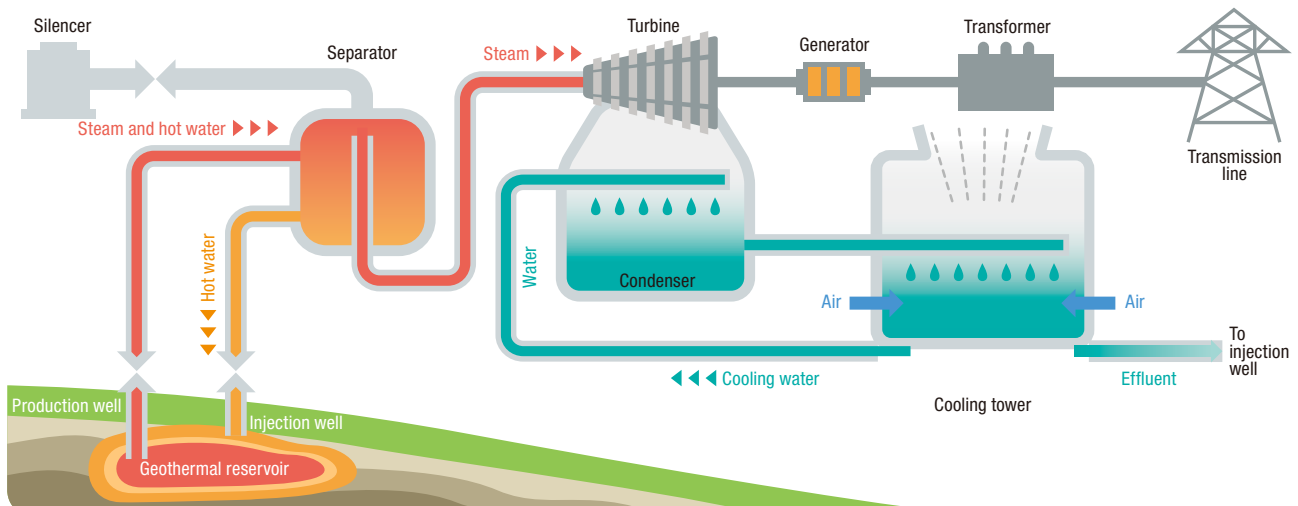 Silencer
Separator
Turbine
Generator
Transformer
Steam
Steam and hot water
Transmission
line
Hot water
Water
Condenser
Air
Air
To
injection
well
Cooling water
Effluent
Cooling tower
Production well
Injection well
Geothermal reservoir